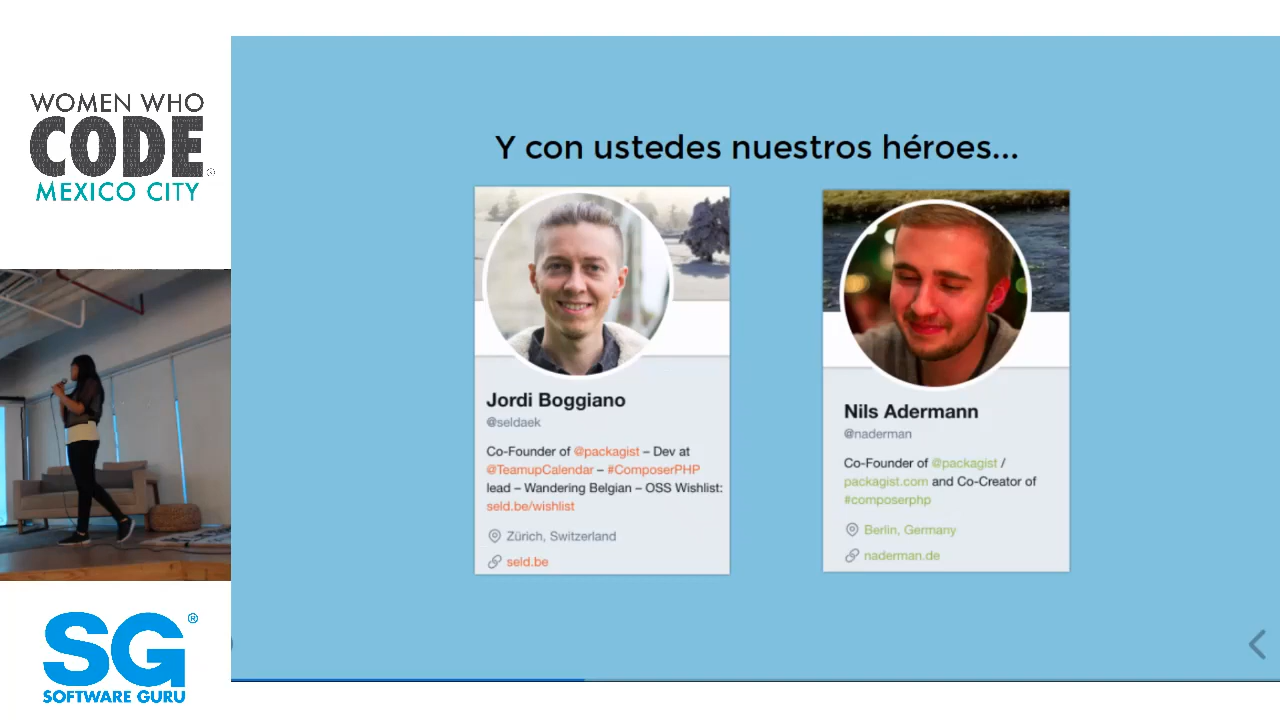 WOMEN WHO
CODE
MEXICO CITY
Y con ustedes nuestros héroes...
Jordi Boggiano
@seldaek
Co-Founder of @packagist – Dev at
@TeamupCalendar – #ComposerPHP
lead – Wandering Belgian – OSS Wishlist:
seld.be/wishlist
Zürich, Switzerland
seld.be
Nils Adermann
@naderman
Co-Founder of @packagist /
packagist.com and Co-Creator of
#composerphp
Berlin, Germany
naderman.de
SG®
SOFTWARE GURU